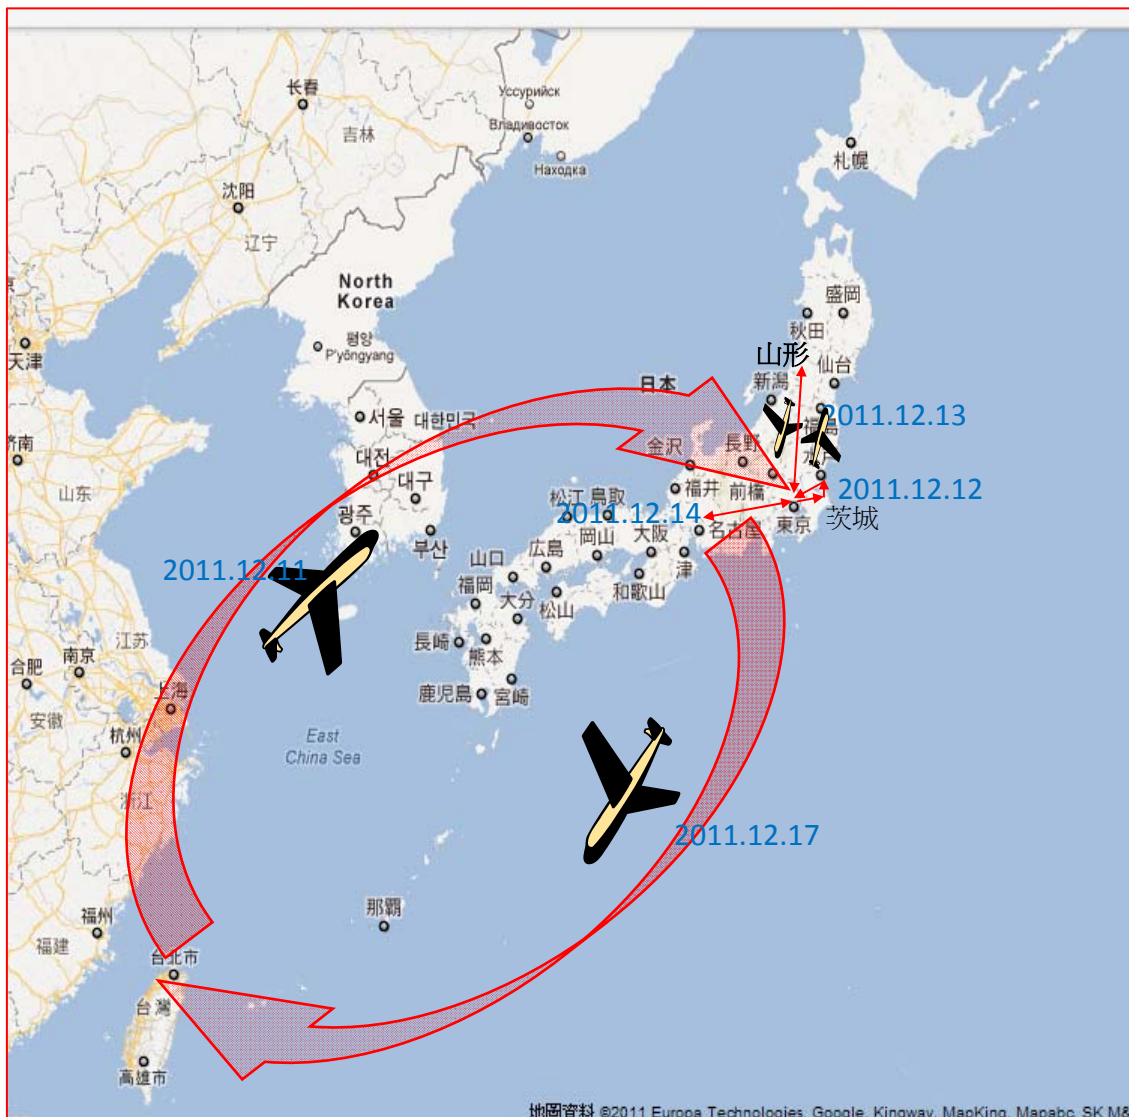 长春
吉林
Уссурийск
Владивосток
Находка
札幌
沈阳
辽宁
North
Korea
평양
P'yŏngyang
天津
盛岡
秋田
山形
仙台
新潟
日本
2011.12.13
福島
서울
대한민국
济南
金沢
長野
水戸
대전
山东
대구
福井
前橋
2011.12.12
松江
鳥取
2011.12.14
광주
東京
茨城
부산
名古屋
岡山
大阪
広島
津
山口
2011.12.11
福岡
和歌山
大分
松山
江苏
長崎
熊本
南京
合肥
上海
鹿児島
宮崎
安徽
杭州
East
China Sea
浙江
2011.12.17
那覇
福州
福建
台北市
台灣
高雄市
地圖資料 ©2011 Europa Technologies, Google, Kingway, MapKing, Mapabc, SK M&